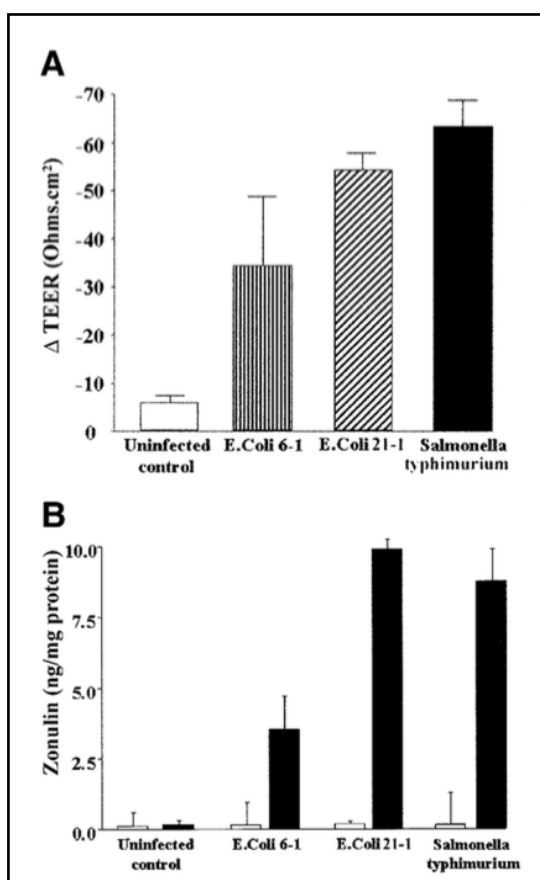 A
-70
-60
-50
-40
-30
-20
-10
0
Δ TEER (Ohms.cm²)
Uninfected control
E.Coli 6-1
E.Coli 21-1
Salmonella typhimurium
B
10.0
7.5
5.0
2.5
0.0
Zonulin (ng/mg protein)
Uninfected control
E.Coli 6-1
E.Coli 21-1
Salmonella typhimurium